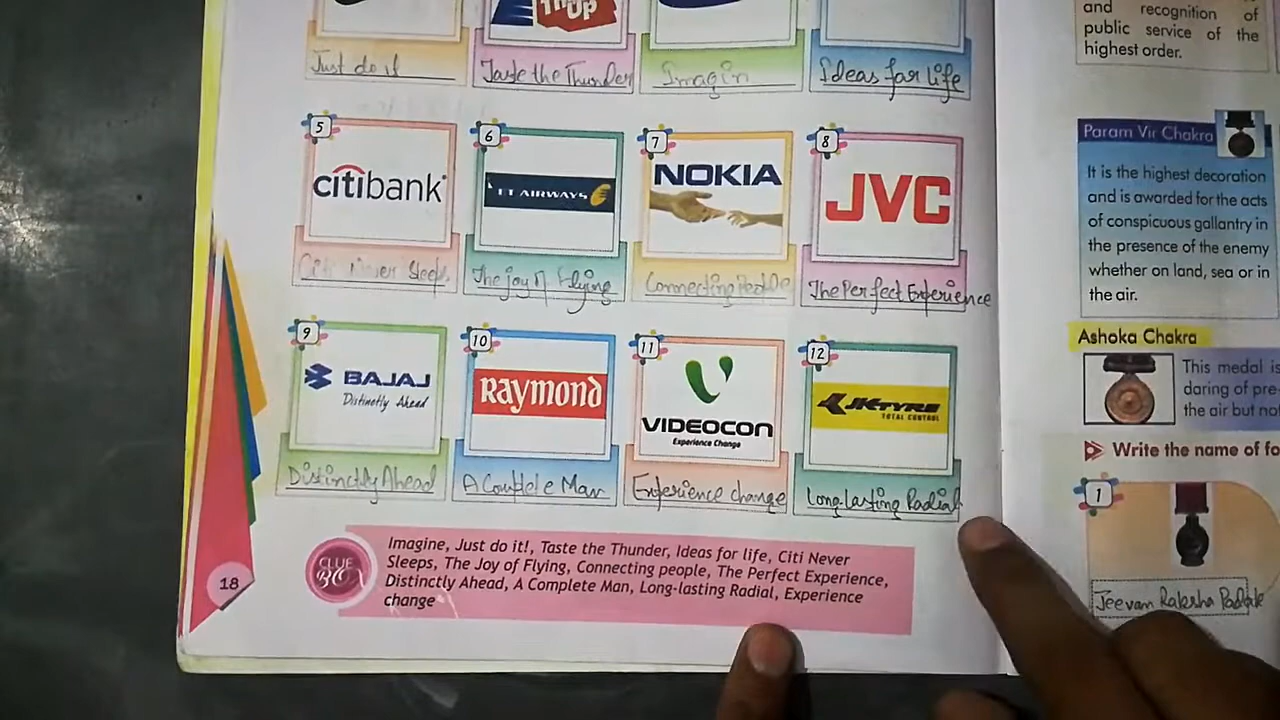 THUP
Just do it
Taste the Thunder
Imagin
Ideas for life
5
6
7
8
citibank
ET AIRWAYS
NOKIA
JVC
Citi never Sleeps
The joy of Flying
Connecting People
The Perfect Experience
9
10
11
12
BAJAJ
Distinctly Ahead
Raymond
VIDEOCON
Experience Change
JK TYRE
TOTAL CONTROL
Distinctly Ahead
A Complete Man
Experience change
Long-lasting Radial
CLUE
BOX
Imagine, Just do it!, Taste the Thunder, Ideas for life, Citi Never
Sleeps, The Joy of Flying, Connecting people, The Perfect Experience,
Distinctly Ahead, A Complete Man, Long-lasting Radial, Experience
change
18
and recognition of
public service of the
highest order.
Param Vir Chakra
It is the highest decoration
and is awarded for the acts
of conspicuous gallantry in
the presence of the enemy
whether on land, sea or in
the air.
Ashoka Chakra
This medal is
daring of pre
the air but no
Write the name of fo
1
Jeevan Raksha Padak